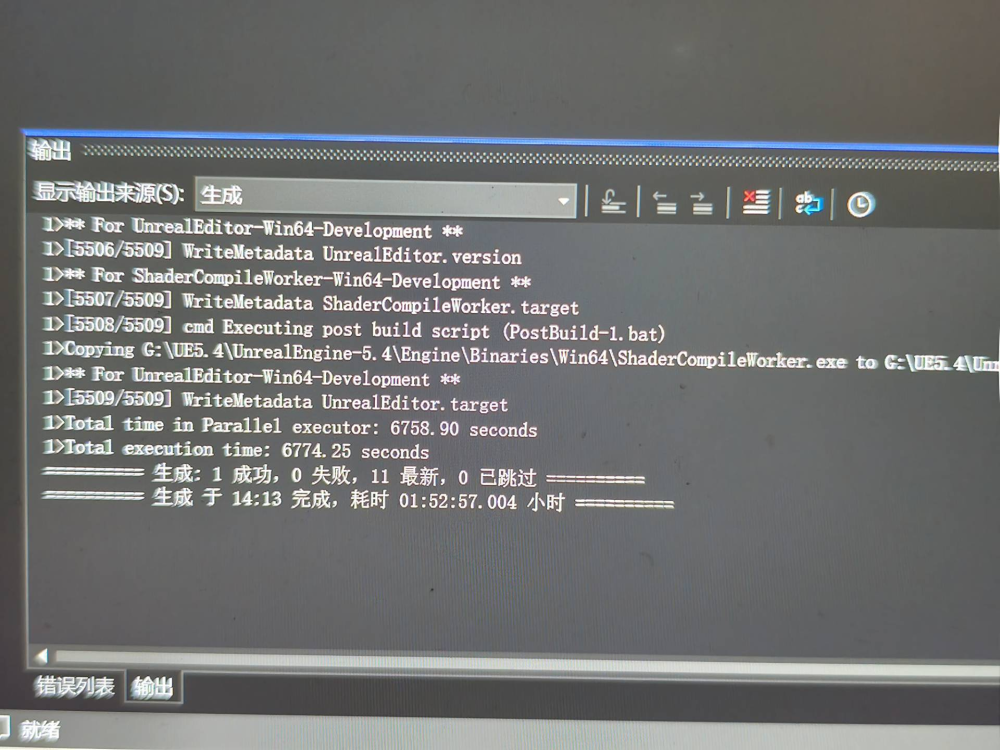 输出
显示输出来源(S): 生成
1>** For UnrealEditor-Win64-Development **
1>[5506/5509] WriteMetadata UnrealEditor.version
1>** For ShaderCompileWorker-Win64-Development **
1>[5507/5509] WriteMetadata ShaderCompileWorker.target
1>[5508/5509] cmd Executing post build script (PostBuild-1.bat)
1>Copying G:\UE5.4\UnrealEngine-5.4\Engine\Binaries\Win64\ShaderCompileWorker.exe to G:\UE5.4\Unr
1>** For UnrealEditor-Win64-Development **
1>[5509/5509] WriteMetadata UnrealEditor.target
1>Total time in Parallel executor: 6758.90 seconds
1>Total execution time: 6774.25 seconds
========== 生成: 1 成功，0 失败，11 最新，0 已跳过 ==========
========== 生成 于 14:13 完成，耗时 01:52:57.004 小时 ==========
错误列表 输出
就绪